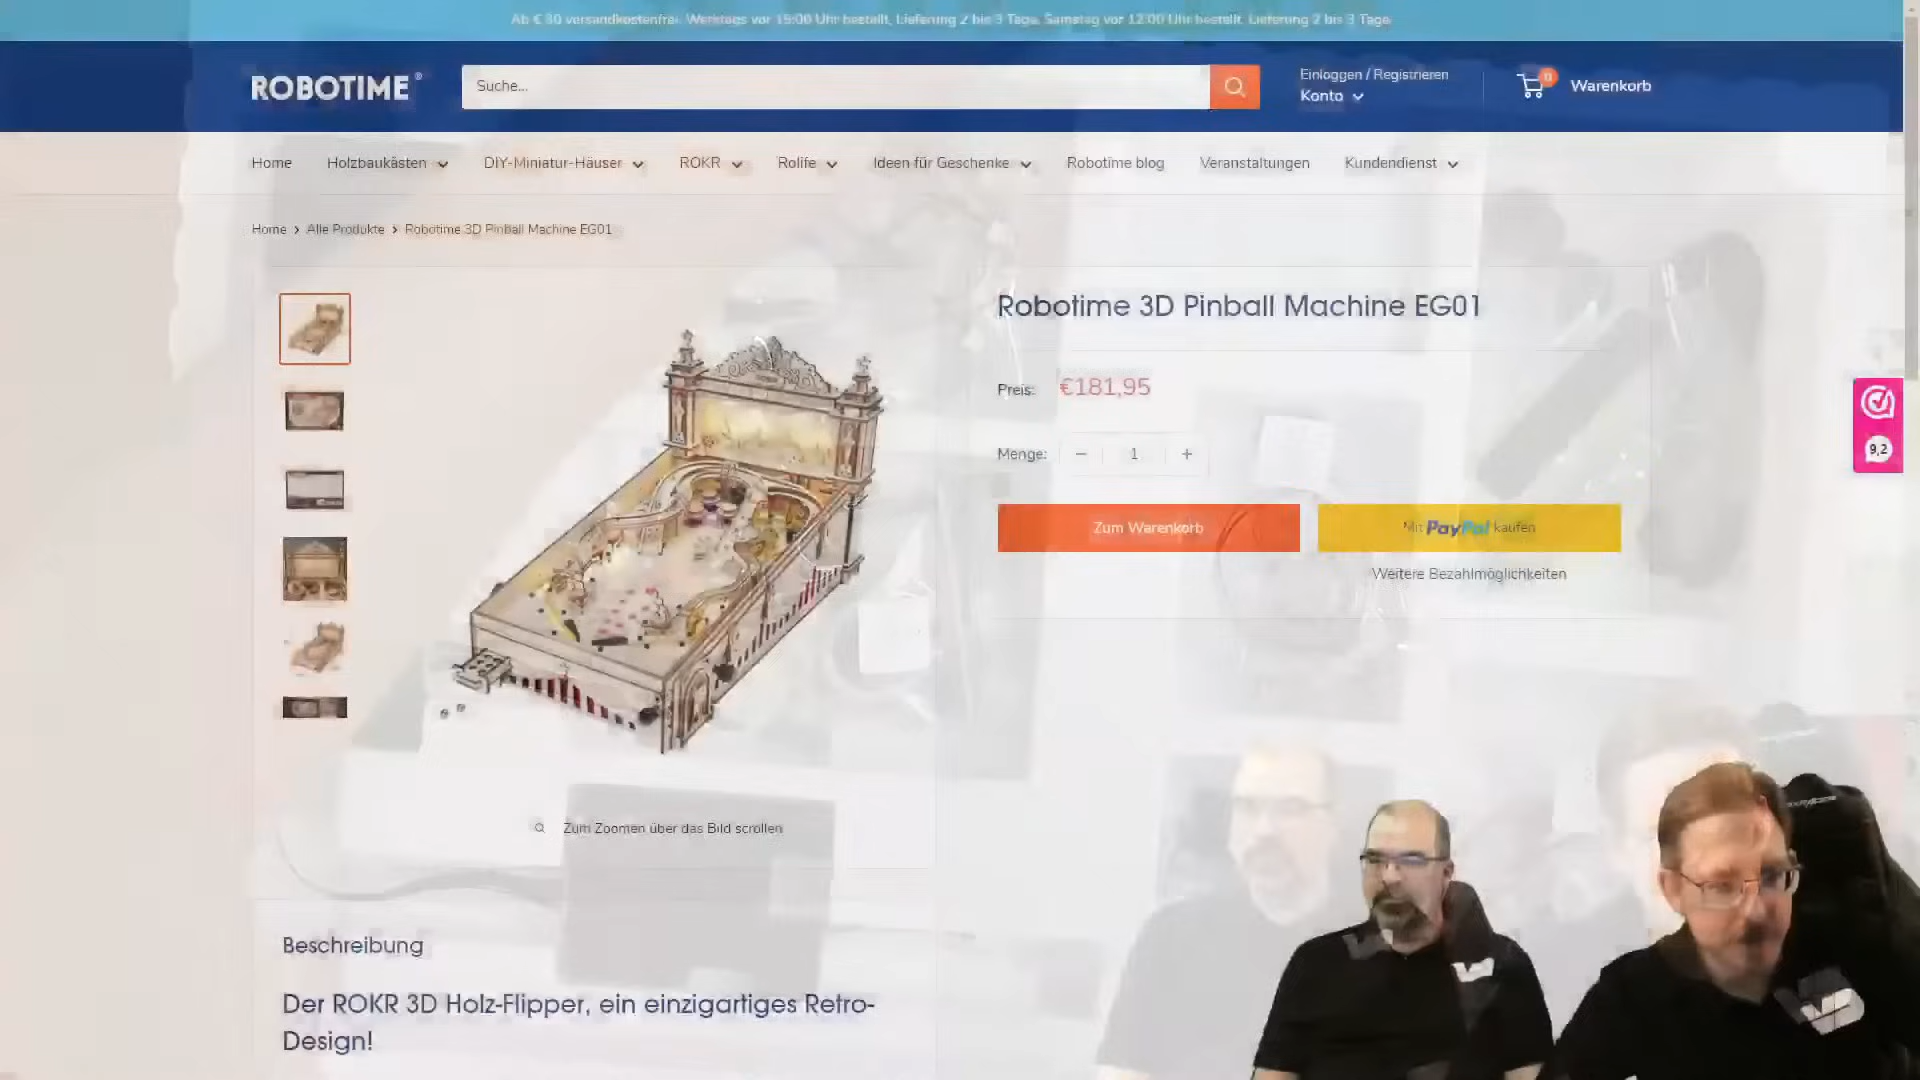 Ab € 30 versandkostenfrei. Werktags vor 15:00 Uhr bestellt, Lieferung 2 bis 3 Tage. Samstag vor 12:00 Uhr bestellt. Lieferung 2 bis 3 Tage
ROBOTIME®
Suche...
Einloggen / Registrieren
Konto
0
Warenkorb
Home
Holzbaukästen
DIY-Miniatur-Häuser
ROKR
Rolife
Ideen für Geschenke
Robotime blog
Veranstaltungen
Kundendienst
Home > Alle Produkte > Robotime 3D Pinball Machine EG01
Robotime 3D Pinball Machine EG01
Preis: €181,95
Menge: − 1 +
9,2
Zum Warenkorb
Mit PayPal kaufen
Weitere Bezahlmöglichkeiten
Zum Zoomen über das Bild scrollen
Beschreibung
Der ROKR 3D Holz-Flipper, ein einzigartiges Retro-
Design!